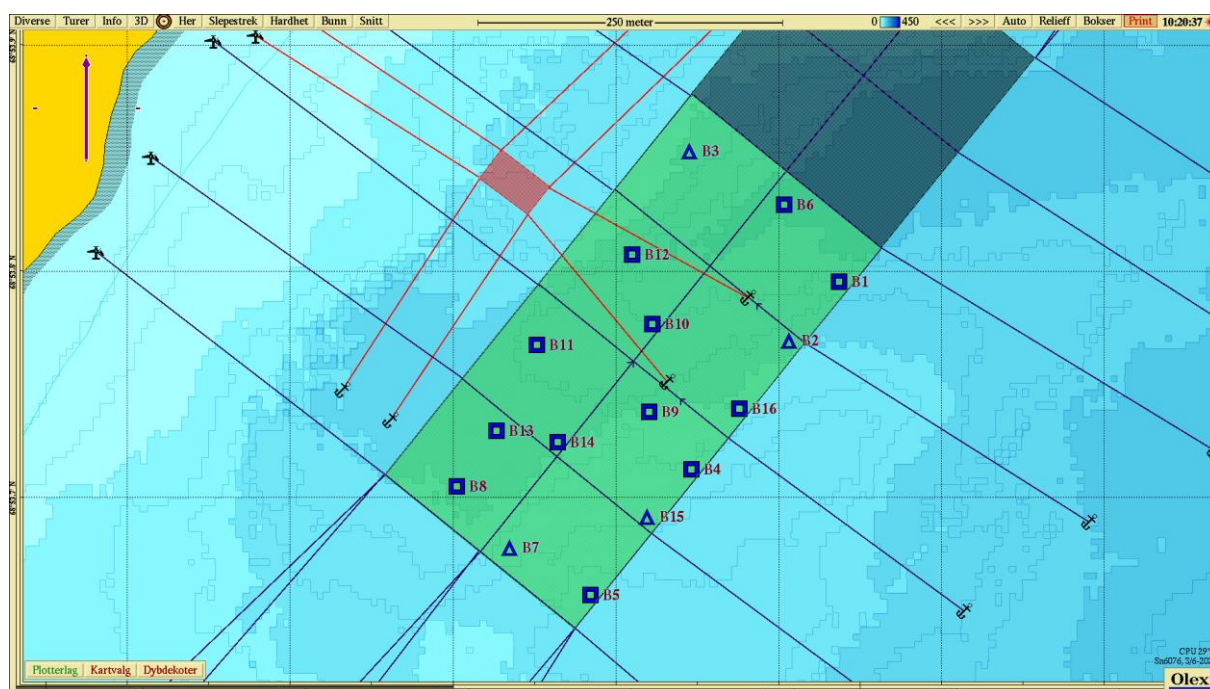 Diverse Turer Info 3D Her Slepestrek Hardhet Bunn Snitt 250 meter 0 450 <<< >>> Auto Relieff Bokser Print 10:20:37
B3
B6
B12
B1
B10
B2
B11
B16
B9
B13
B14
B4
B8
B15
B7
B5
CPU 29°
Plotterlag Kartvalg Dybdekoter
Olex